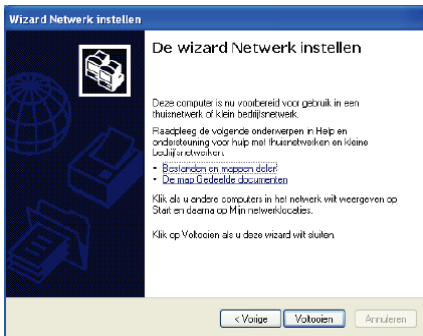 Wizard Netwerk instellen
De wizard Netwerk instellen
Deze computer is nu voorbereid voor gebruik in een
thuisnetwerk of klein bedrijfsnetwerk.
Raadpleeg de volgende onderwerpen in Help en
ondersteuning voor hulp met thuisnetwerken en kleine
bedrijfsnetwerken.
• Bestanden en mappen delen
• De map Gedeelde documenten
Klik als u andere computers in het netwerk wilt weergeven op
Start en daarna op Mijn netwerklocaties.
Klik op Voltooien als u deze wizard wilt sluiten.
< Vorige
Voltooien
Annuleren